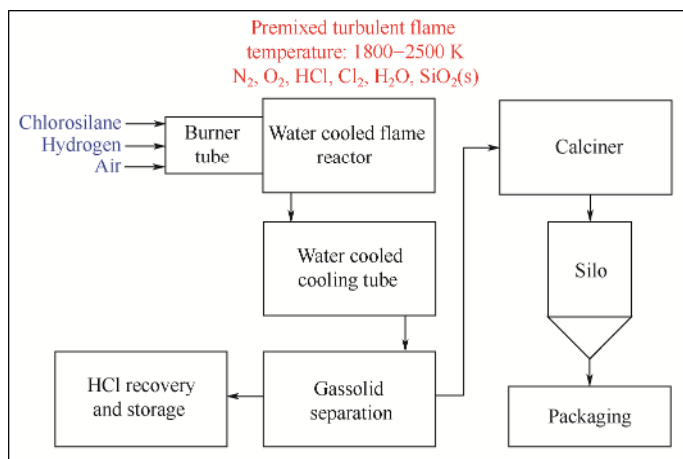 Premixed turbulent flame
temperature: 1800−2500 K
N₂, O₂, HCl, Cl₂, H₂O, SiO₂(s)
Chlorosilane
Hydrogen
Air
Burner
tube
Water cooled flame
reactor
Calciner
Water cooled
cooling tube
Silo
HCl recovery
and storage
Gassolid
separation
Packaging